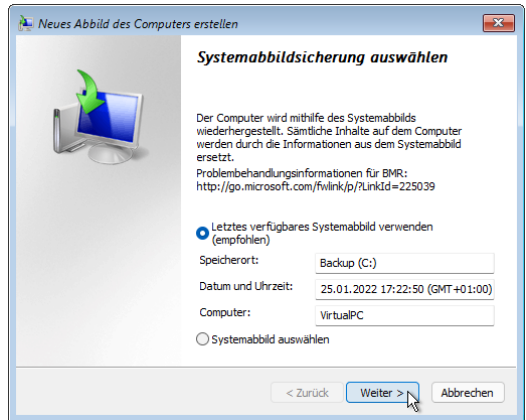 Neues Abbild des Computers erstellen
Systemabbildsicherung auswählen
Der Computer wird mithilfe des Systemabbilds
wiederhergestellt. Sämtliche Inhalte auf dem Computer
werden durch die Informationen aus dem Systemabbild
ersetzt.
Problembehandlungsinformationen für BMR:
http://go.microsoft.com/fwlink/p/?LinkId=225039
Letztes verfügbares Systemabbild verwenden
(empfohlen)
Speicherort: Backup (C:)
Datum und Uhrzeit: 25.01.2022 17:22:50 (GMT+01:00)
Computer: VirtualPC
Systemabbild auswählen
< Zurück Weiter > Abbrechen